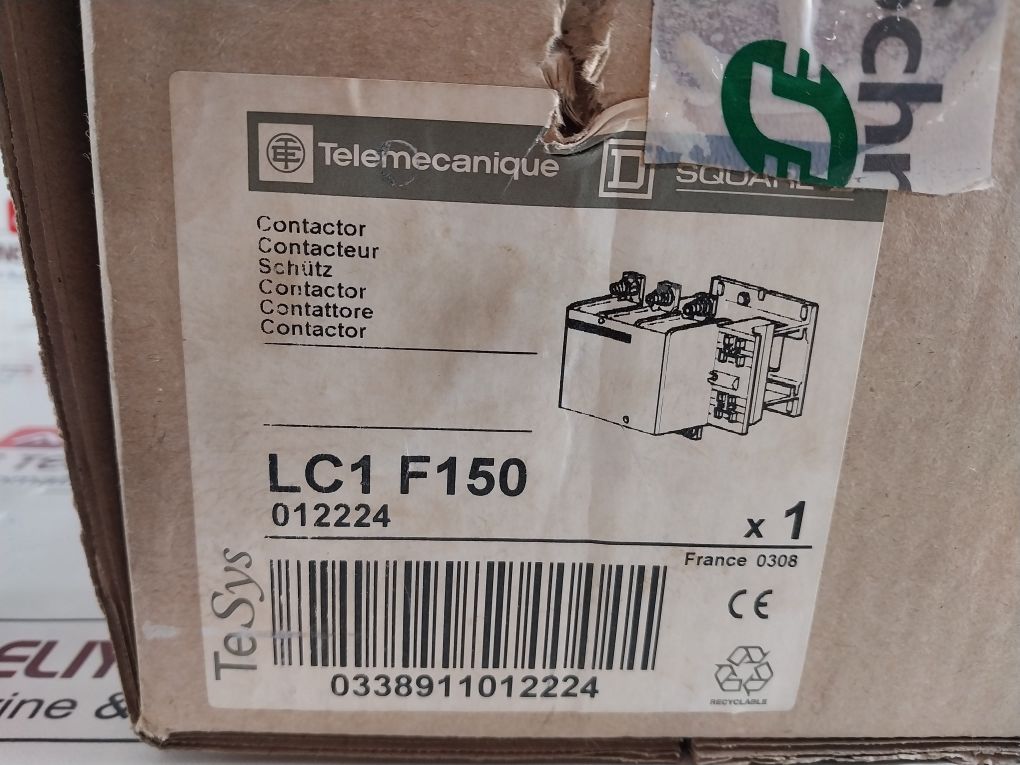 Telemecanique
SQUARE D
Contactor
Contacteur
Schütz
Contactor
Contattore
Contactor
LC1 F150
012224
x 1
France 0308
TeSys
CE
0338911012224
RECYCLABLE